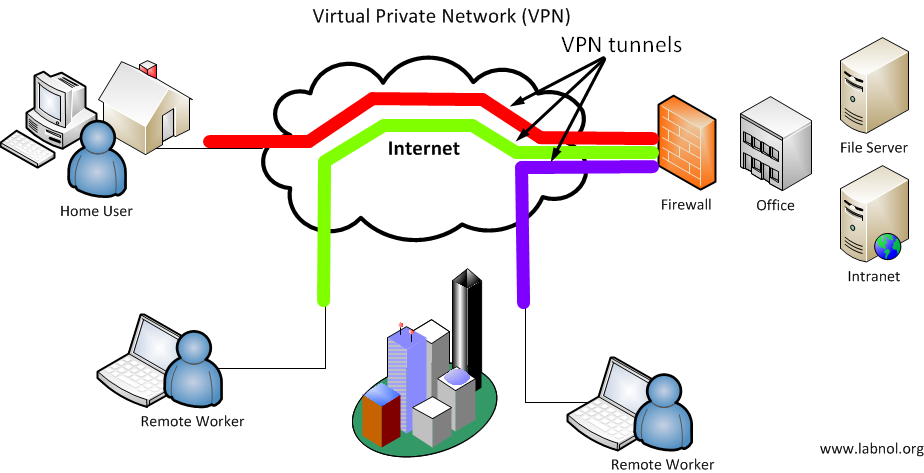 Virtual Private Network (VPN)
VPN tunnels
Internet
Home User
Firewall
Office
File Server
Intranet
Remote Worker
Remote Worker
www.labnol.org